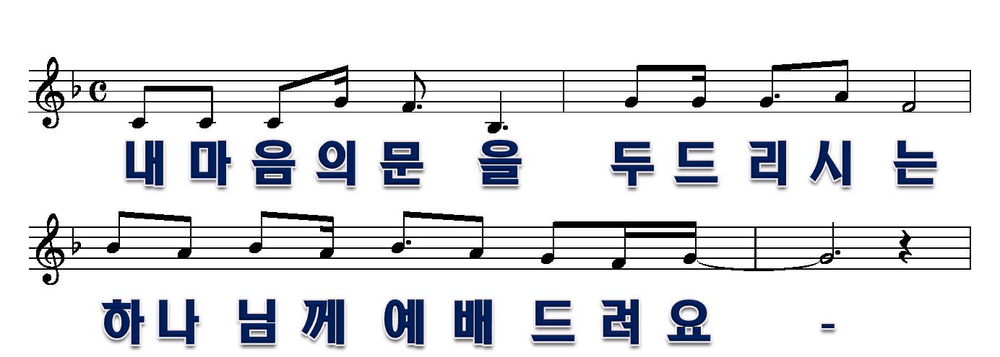 내 마 음 의 문 을 두 드 리 시 는
하 나 님 께 예 배 드 려 요 -